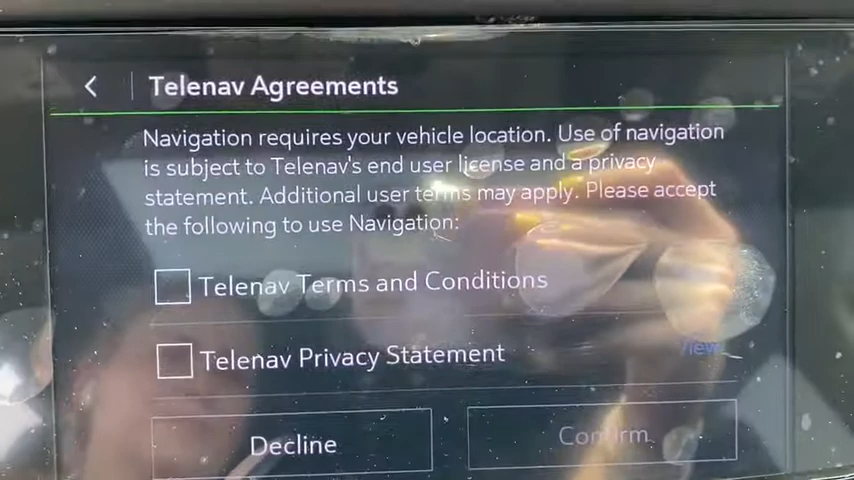 Telenav Agreements
Navigation requires your vehicle location. Use of navigation
is subject to Telenav's end user license and a privacy
statement. Additional user terms may apply. Please accept
the following to use Navigation:
Telenav Terms and Conditions
Telenav Privacy Statement View
Decline Confirm